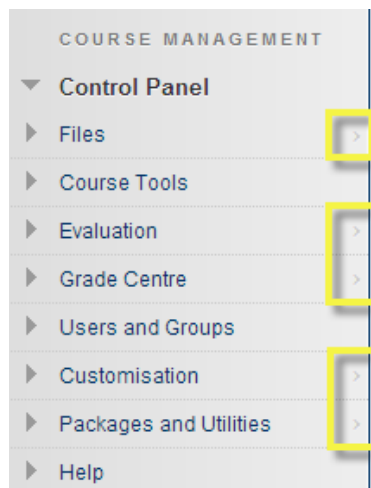 COURSE MANAGEMENT
Control Panel
Files
Course Tools
Evaluation
Grade Centre
Users and Groups
Customisation
Packages and Utilities
Help